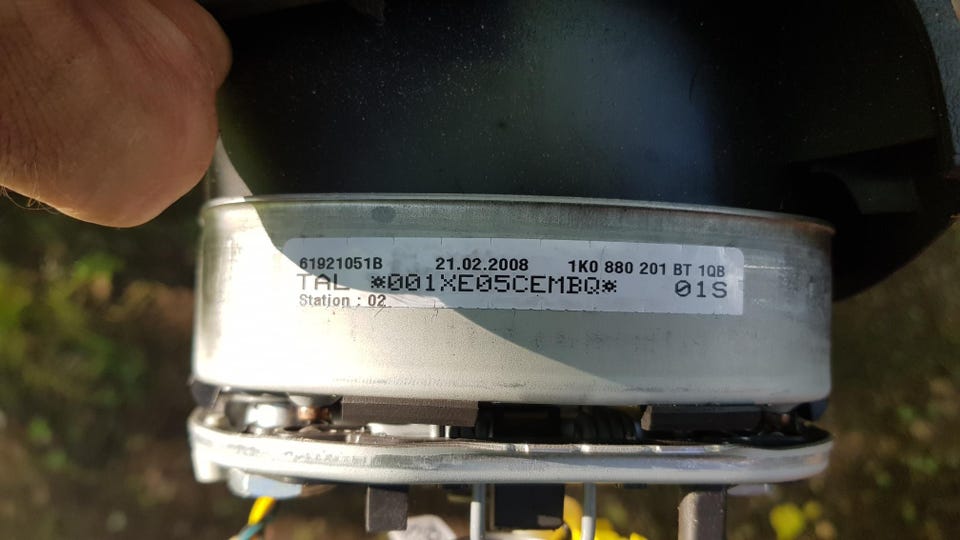 61921051B 21.02.2008 1K0 880 201 BT 1QB
TAL *001XE05CEMBQ* 01S
Station : 02